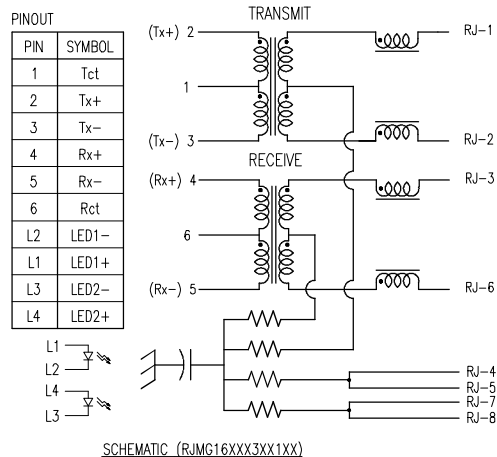 PINOUT
PIN SYMBOL
1 Tct
2 Tx+
3 Tx-
4 Rx+
5 Rx-
6 Rct
L2 LED1-
L1 LED1+
L3 LED2-
L4 LED2+
L1
L2
L4
L3
TRANSMIT
(Tx+) 2
RJ-1
1
(Tx-) 3
RJ-2
RECEIVE
(Rx+) 4
RJ-3
6
(Rx-) 5
RJ-6
RJ-4
RJ-5
RJ-7
RJ-8
SCHEMATIC (RJMG16XXX3XX1XX)